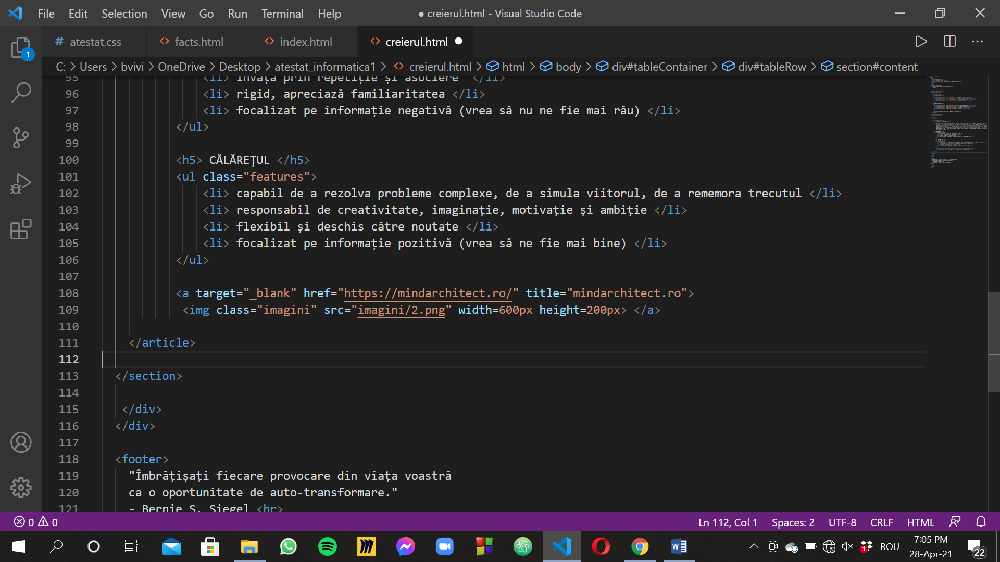 File Edit Selection View Go Run Terminal Help ● creierul.html - Visual Studio Code
# atestat.css <> facts.html <> index.html <> creierul.html ●
C: > Users > bvivi > OneDrive > Desktop > atestat_informatica1 > <> creierul.html > html > body > div#tableContainer > div#tableRow > section#content
1
95 <li> învață prin repetiție și asociere </li>
96 <li> rigid, apreciază familiaritatea </li>
97 <li> focalizat pe informație negativă (vrea să nu ne fie mai rău) </li>
98 </ul>
99
100 <h5> CĂLĂREȚUL </h5>
101 <ul class="features">
102 <li> capabil de a rezolva probleme complexe, de a simula viitorul, de a rememora trecutul </li>
103 <li> responsabil de creativitate, imaginație, motivație și ambiție </li>
104 <li> flexibil și deschis către noutate </li>
105 <li> focalizat pe informație pozitivă (vrea să ne fie mai bine) </li>
106 </ul>
107
108 <a target="_blank" href="https://mindarchitect.ro/" title="mindarchitect.ro">
109 <img class="imagini" src="imagini/2.png" width=600px height=200px> </a>
110
111 </article>
112
113 </section>
114
115 </div>
116 </div>
117
118 <footer>
119 "Îmbrățișați fiecare provocare din viața voastră
120 ca o oportunitate de auto-transformare."
121 - Bernie S. Siegel <br>
0 0 Ln 112, Col 1 Spaces: 2 UTF-8 CRLF HTML
1 ROU 7:05 PM
28-Apr-21 22